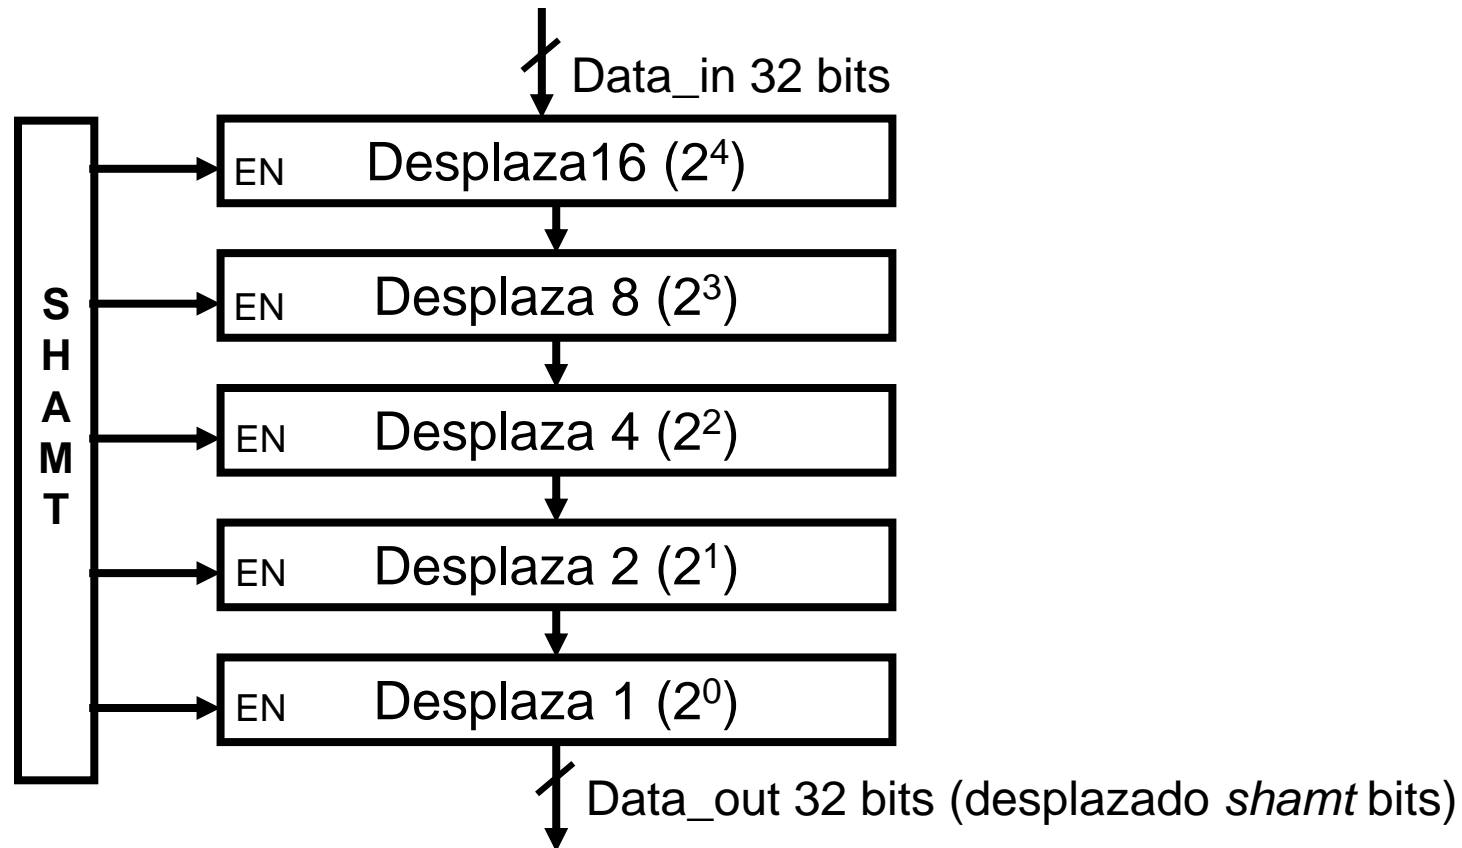 Data_in 32 bits
EN Desplaza16 (2⁴)
EN Desplaza 8 (2³)
EN Desplaza 4 (2²)
EN Desplaza 2 (2¹)
EN Desplaza 1 (2⁰)
SHAMT
Data_out 32 bits (desplazado shamt bits)